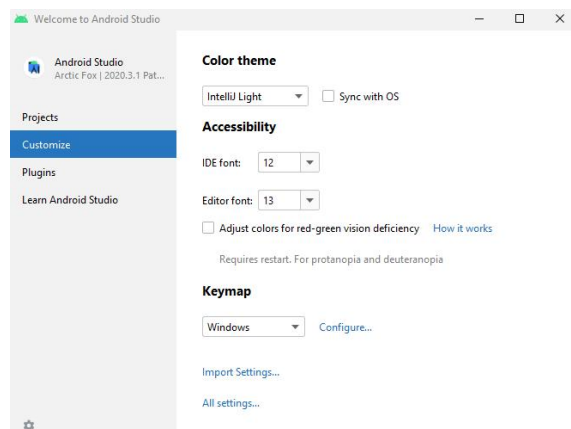 Welcome to Android Studio
Android Studio
Arctic Fox | 2020.3.1 Pat...
Projects
Customize
Plugins
Learn Android Studio
Color theme
IntelliJ Light
Sync with OS
Accessibility
IDE font: 12
Editor font: 13
Adjust colors for red-green vision deficiency How it works
Requires restart. For protanopia and deuteranopia
Keymap
Windows Configure...
Import Settings...
All settings...